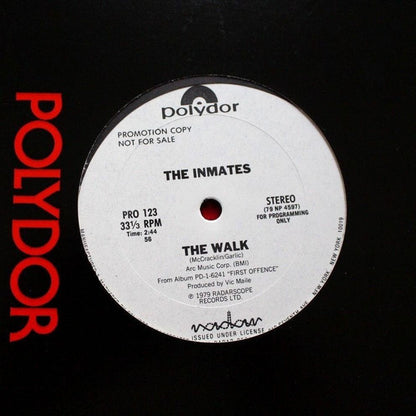 POLYDOR
polydor
PROMOTION COPY
NOT FOR SALE
THE INMATES
PRO 123
33⅓ RPM
Time: 2:44
56
STEREO
(79 NP 4597)
FOR PROGRAMMING
ONLY
THE WALK
(McCracklin/Garlic)
Arc Music Corp. (BMI)
From Album PD-1-6241 "FIRST OFFENCE"
Produced by Vic Maile
℗ 1979 RADARSCOPE
RECORDS LTD.
radar
ISSUED UNDER LICENSE
NEW YORK, NEW YORK 10019